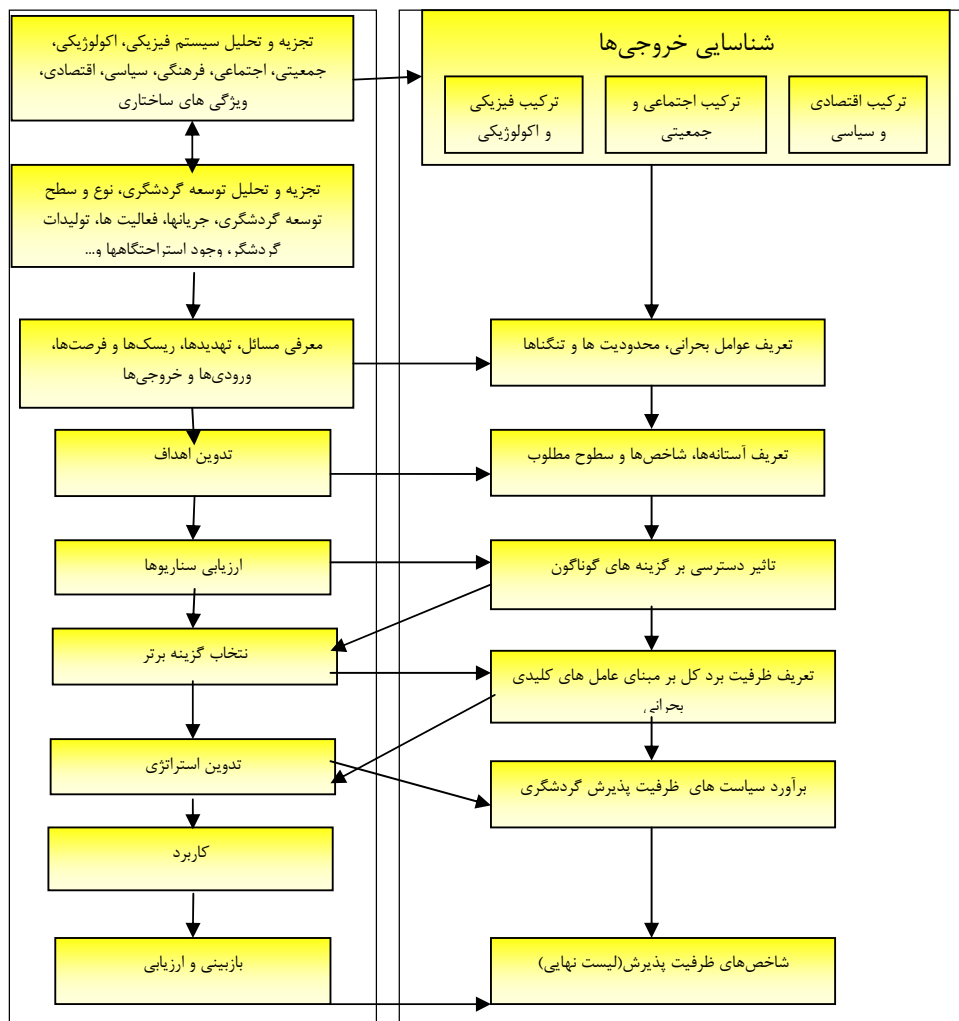 تجزیه و تحلیل سیستم فیزیکی، اکولوژیکی،
جمعیتی، اجتماعی، فرهنگی، سیاسی، اقتصادی،
ویژگی های ساختاری
تجزیه و تحلیل توسعه گردشگری، نوع و سطح
توسعه گردشگری، جریانها، فعالیت ها، تولیدات
گردشگر، وجود استراحتگاهها و...
معرفی مسائل، تهدیدها، ریسک‌ها و فرصت‌ها،
ورودی‌ها و خروجی‌ها
تدوین اهداف
ارزیابی سناریوها
نتخاب گزینه برتر
تدوین استراتژی
کاربرد
بازبینی و ارزیابی
شناسایی خروجی‌ها
ترکیب اقتصادی
و سیاسی
ترکیب اجتماعی و
جمعیتی
ترکیب فیزیکی
و اکولوژیکی
تعریف عوامل بحرانی، محدودیت ها و تنگناها
تعریف آستانه‌ها، شاخص‌ها و سطوح مطلوب
تاثیر دسترسی بر گزینه های گوناگون
تعریف ظرفیت برد کل بر مبنای عامل های کلیدی
بحرانی
برآورد سیاست های ظرفیت پذیرش گردشگری
شاخص‌های ظرفیت پذیرش(لیست نهایی)